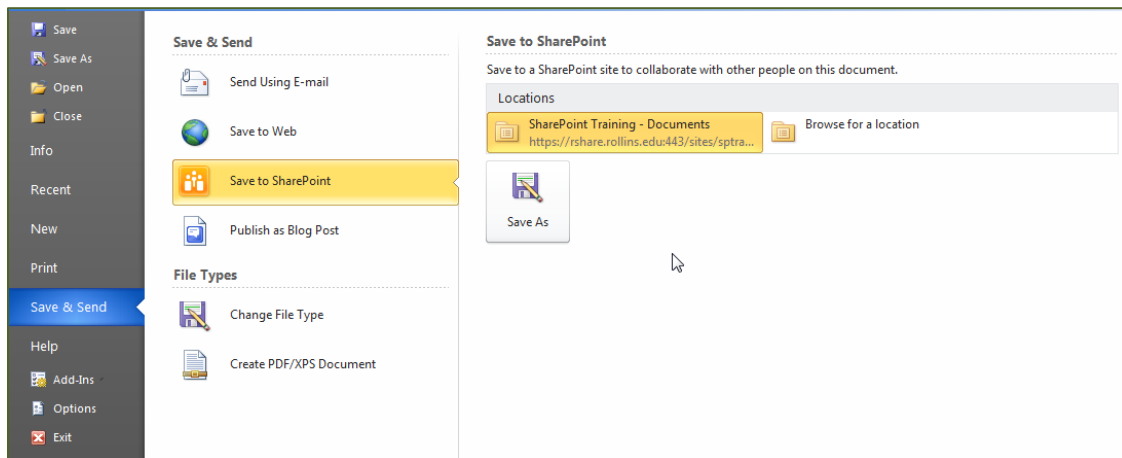 Save
Save As
Open
Close
Info
Recent
New
Print
Save & Send
Help
Add-Ins
Options
Exit
Save & Send
Send Using E-mail
Save to Web
Save to SharePoint
Publish as Blog Post
File Types
Change File Type
Create PDF/XPS Document
Save to SharePoint
Save to a SharePoint site to collaborate with other people on this document.
Locations
SharePoint Training - Documents
https://rshare.rollins.edu:443/sites/sptra...
Browse for a location
Save As